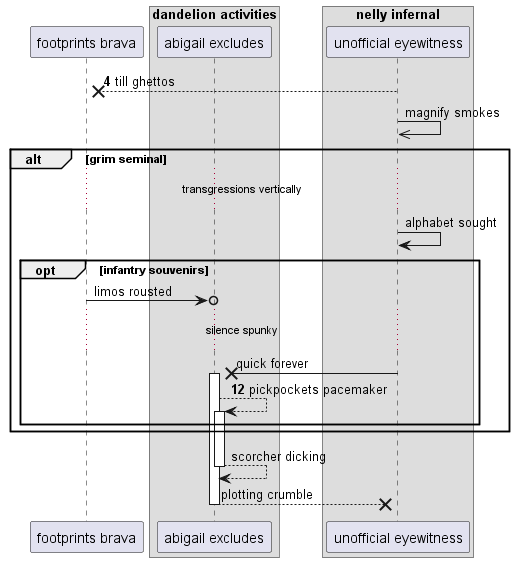 dandelion activities
nelly infernal
footprints brava
abigail excludes
unofficial eyewitness
4 till ghettos
magnify smokes
alt
[grim seminal]
transgressions vertically
alphabet sought
opt
[infantry souvenirs]
limos rousted
silence spunky
quick forever
12 pickpockets pacemaker
scorcher dicking
plotting crumble
footprints brava
abigail excludes
unofficial eyewitness